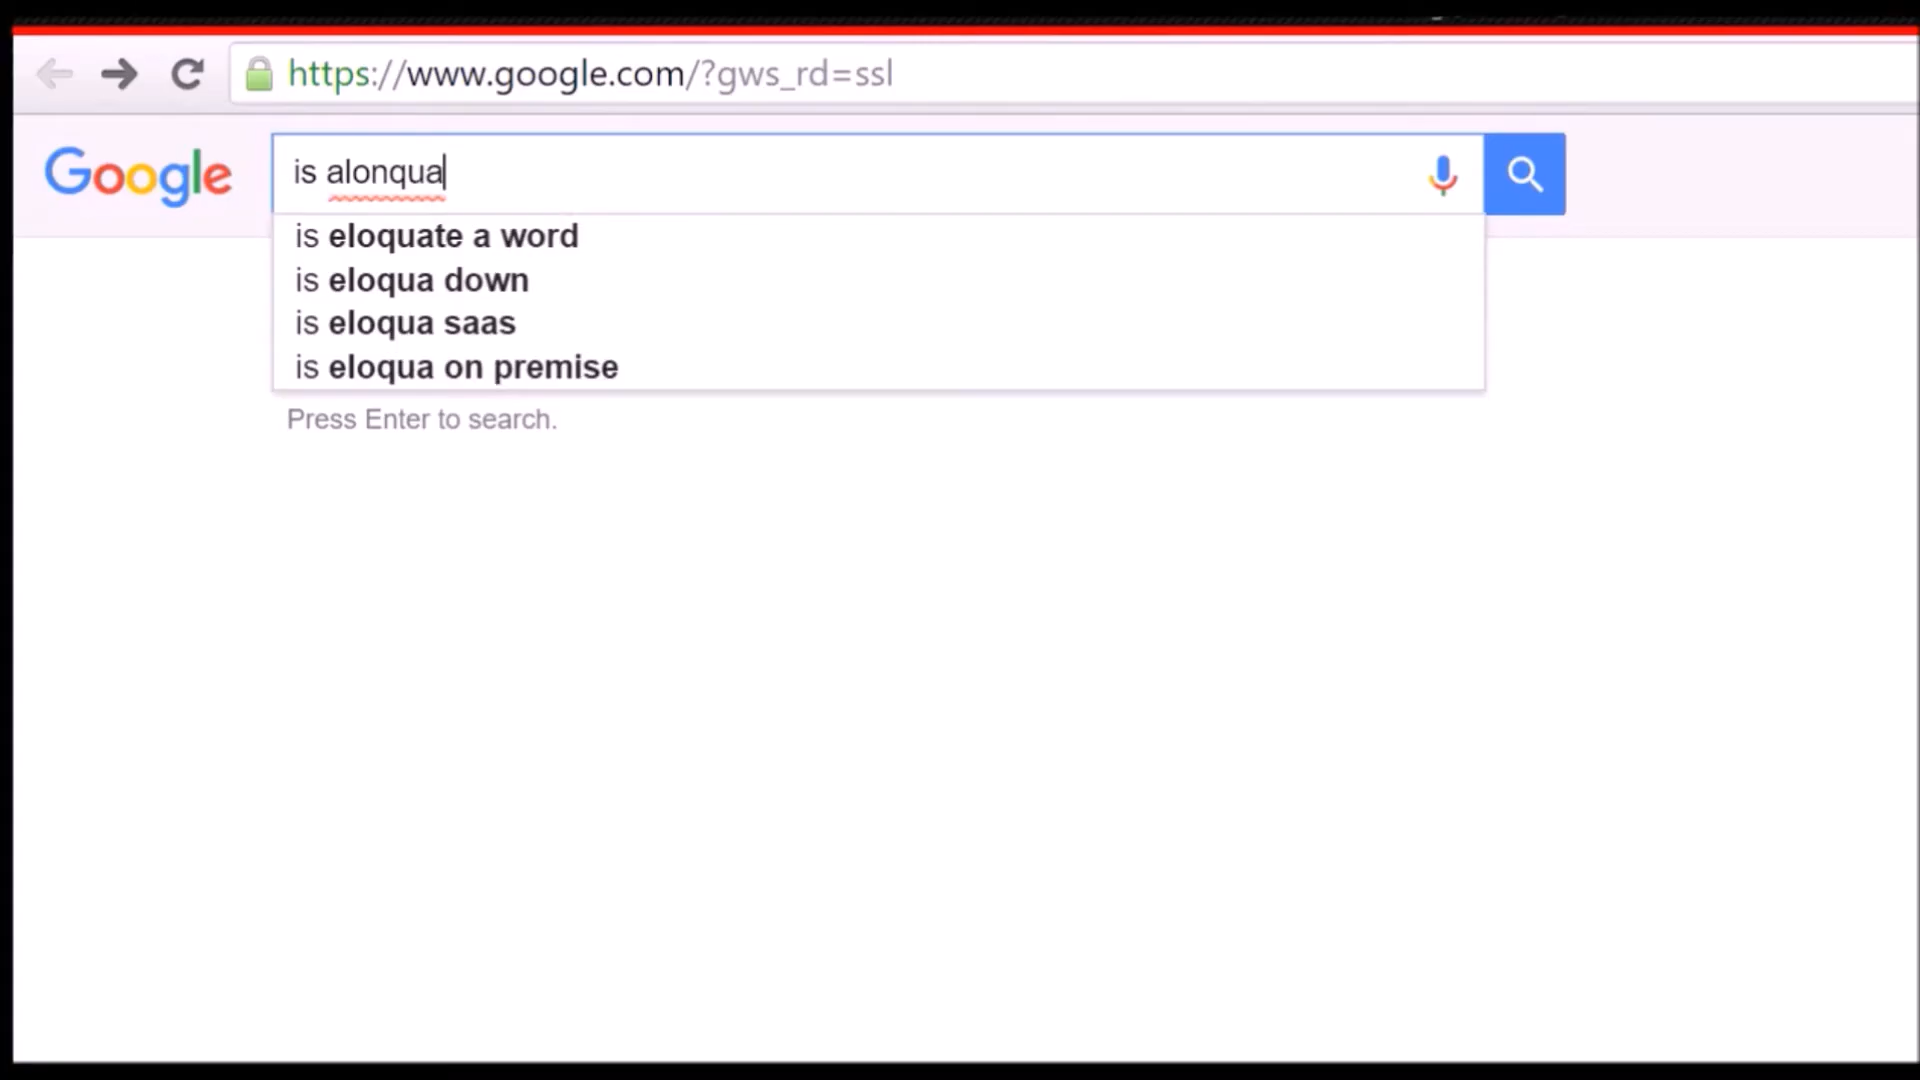 https://www.google.com/?gws_rd=ssl
Google is alonqua
is eloquate a word
is eloqua down
is eloqua saas
is eloqua on premise
Press Enter to search.